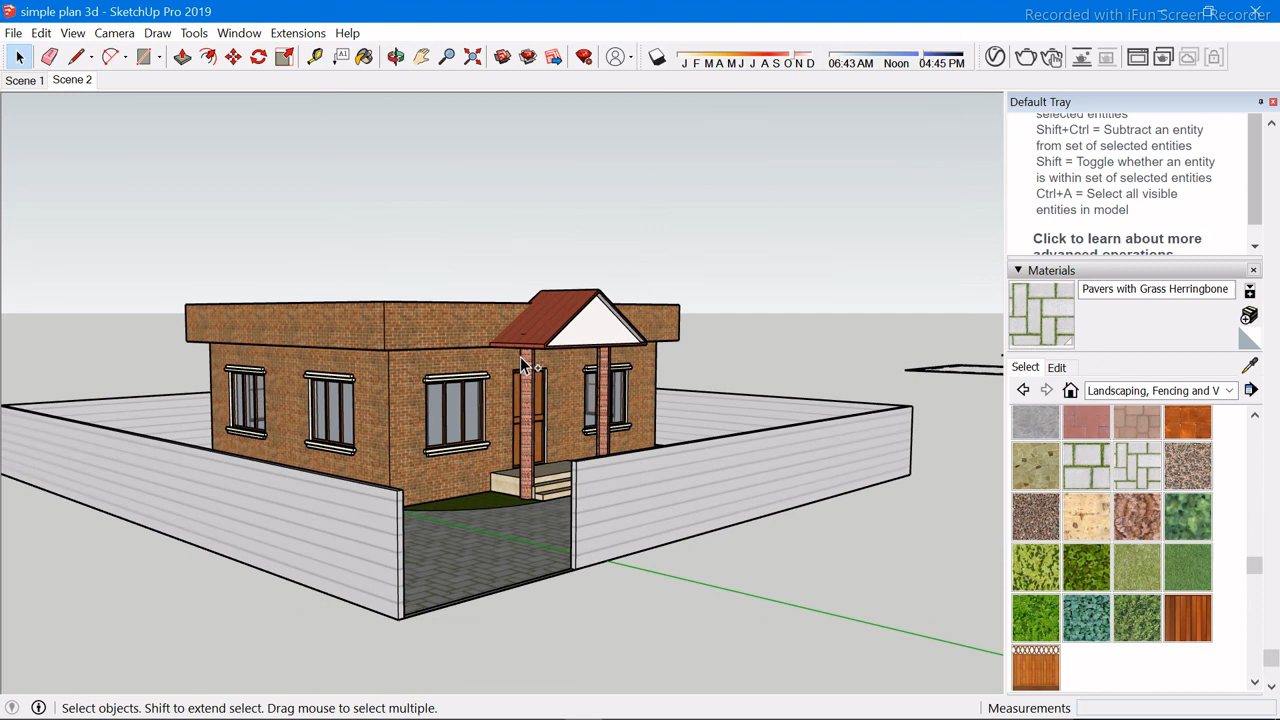 simple plan 3d - SketchUp Pro 2019
Recorded with iFun Screen Recorder
File Edit View Camera Draw Tools Window Extensions Help
J F M A M J J A S O N D 06:43 AM Noon 04:45 PM
Scene 1 Scene 2
Default Tray
selected entities
Shift+Ctrl = Subtract an entity
from set of selected entities
Shift = Toggle whether an entity
is within set of selected entities
Ctrl+A = Select all visible
entities in model
Click to learn about more
advanced operations
Materials
Pavers with Grass Herringbone
Select Edit
Landscaping, Fencing and V
Select objects. Shift to extend select. Drag mouse to select multiple.
Measurements